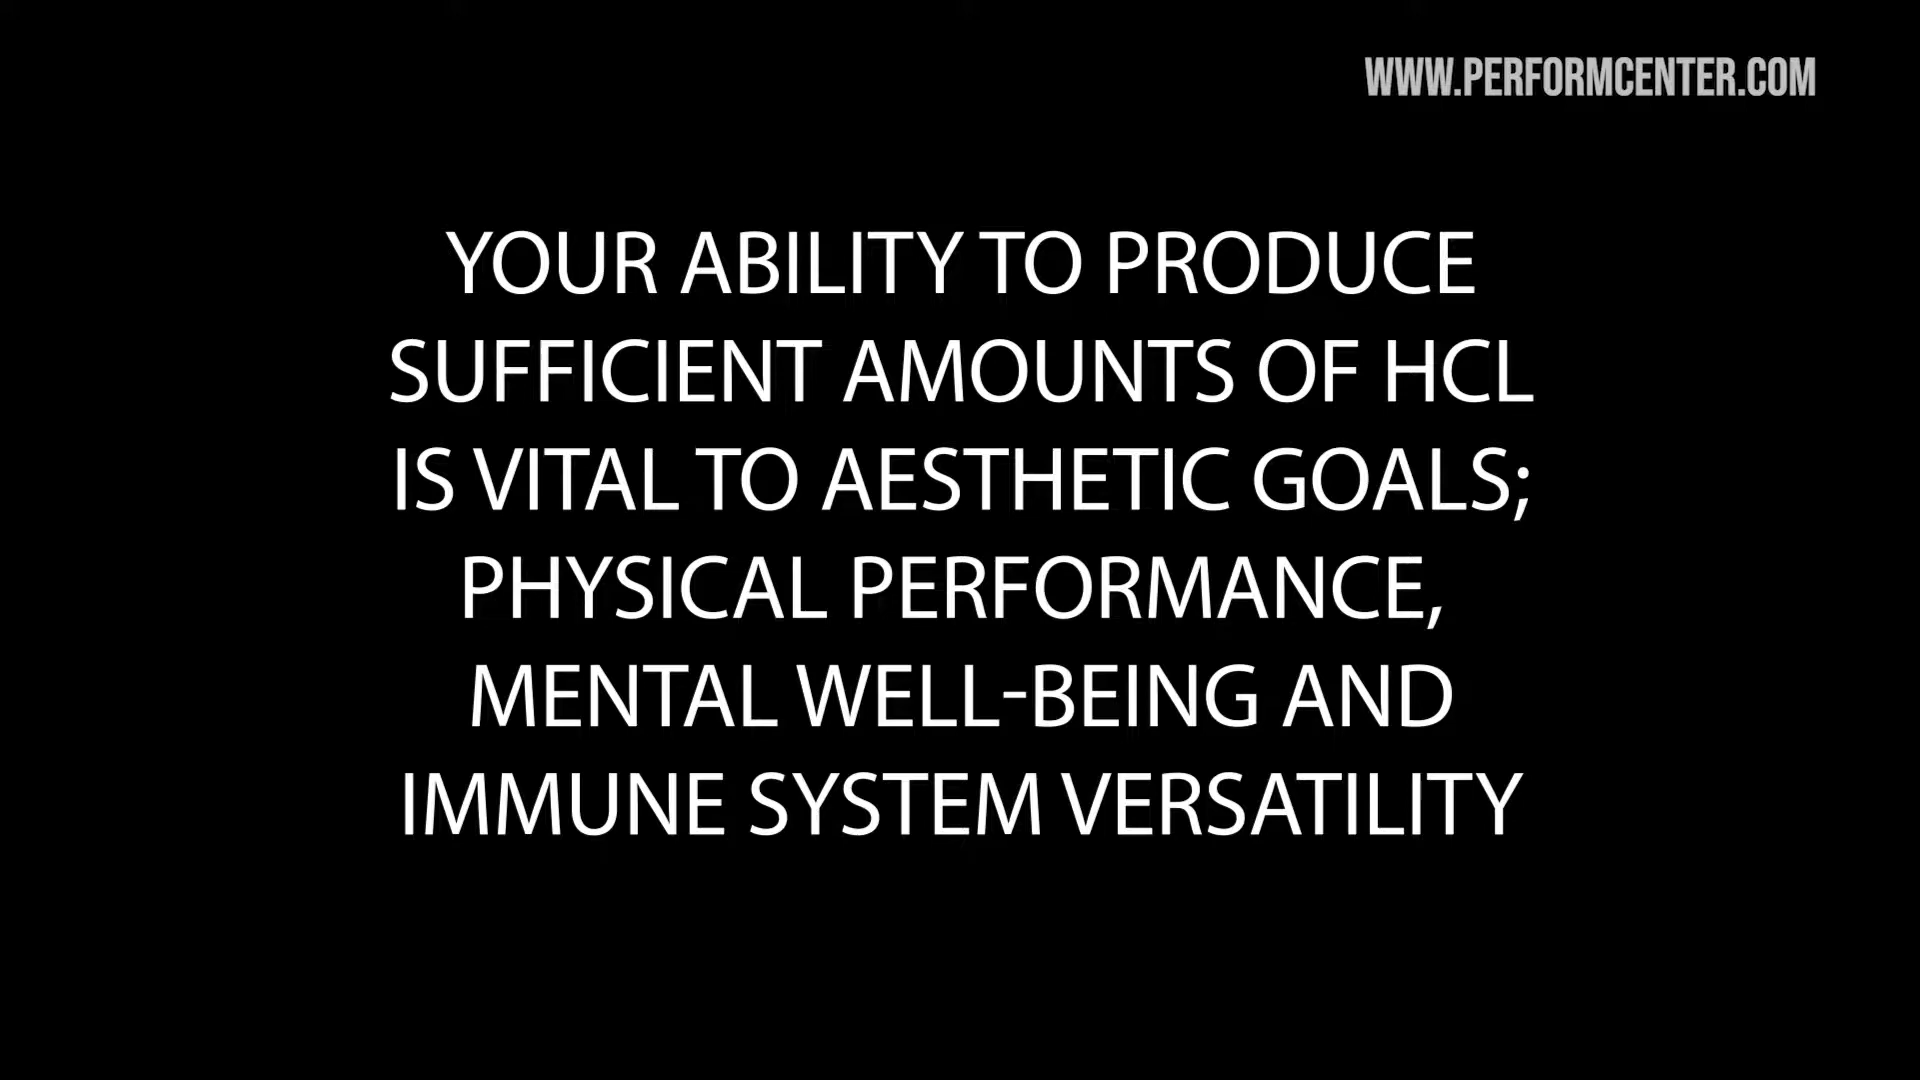 WWW.PERFORMCENTER.COM
YOUR ABILITY TO PRODUCE
SUFFICIENT AMOUNTS OF HCL
IS VITAL TO AESTHETIC GOALS;
PHYSICAL PERFORMANCE,
MENTAL WELL-BEING AND
IMMUNE SYSTEM VERSATILITY